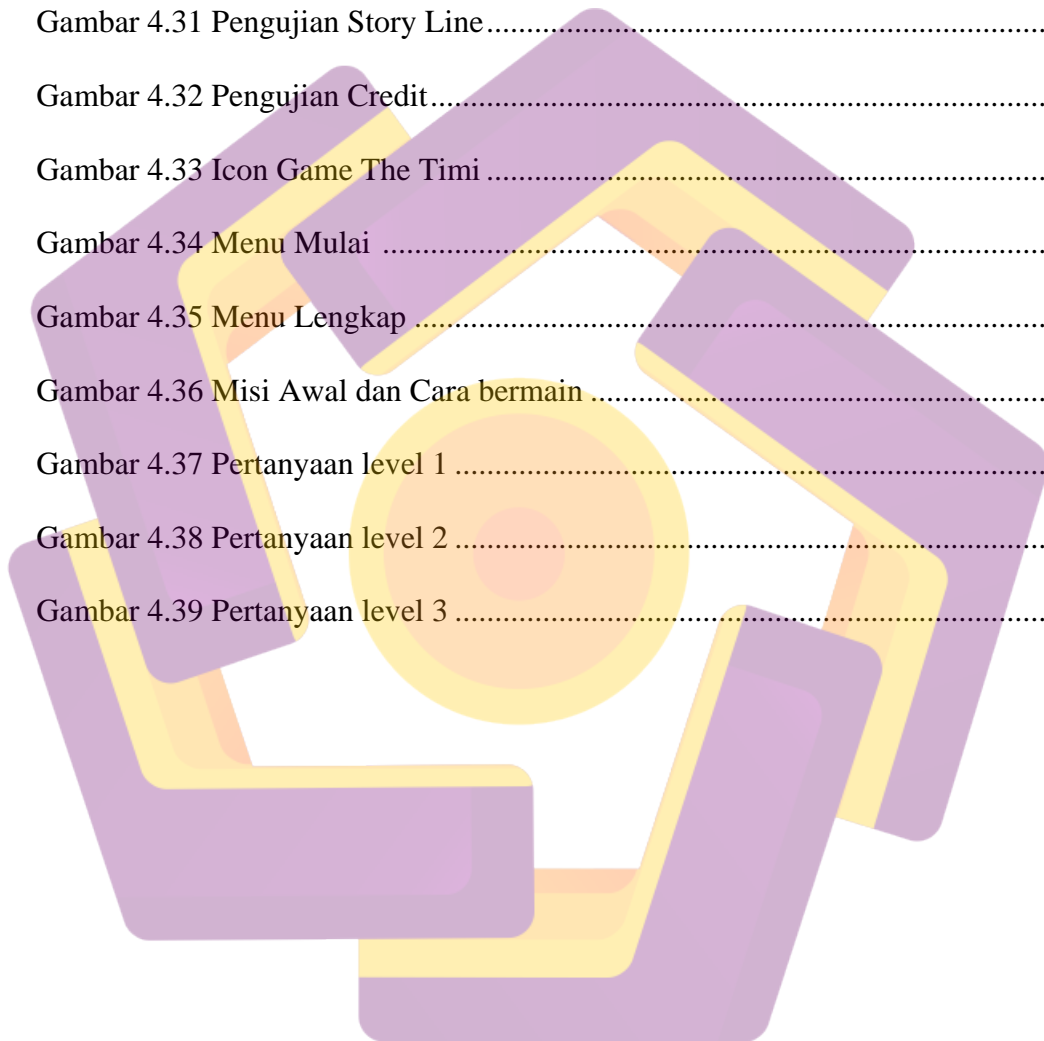 Gambar 4.31 Pengujian Story Line........................................................................
Gambar 4.32 Pengujian Credit...............................................................................
Gambar 4.33 Icon Game The Timi ........................................................................
Gambar 4.34 Menu Mulai .....................................................................................
Gambar 4.35 Menu Lengkap .................................................................................
Gambar 4.36 Misi Awal dan Cara bermain ..........................................................
Gambar 4.37 Pertanyaan level 1 ............................................................................
Gambar 4.38 Pertanyaan level 2 ............................................................................
Gambar 4.39 Pertanyaan level 3 ............................................................................